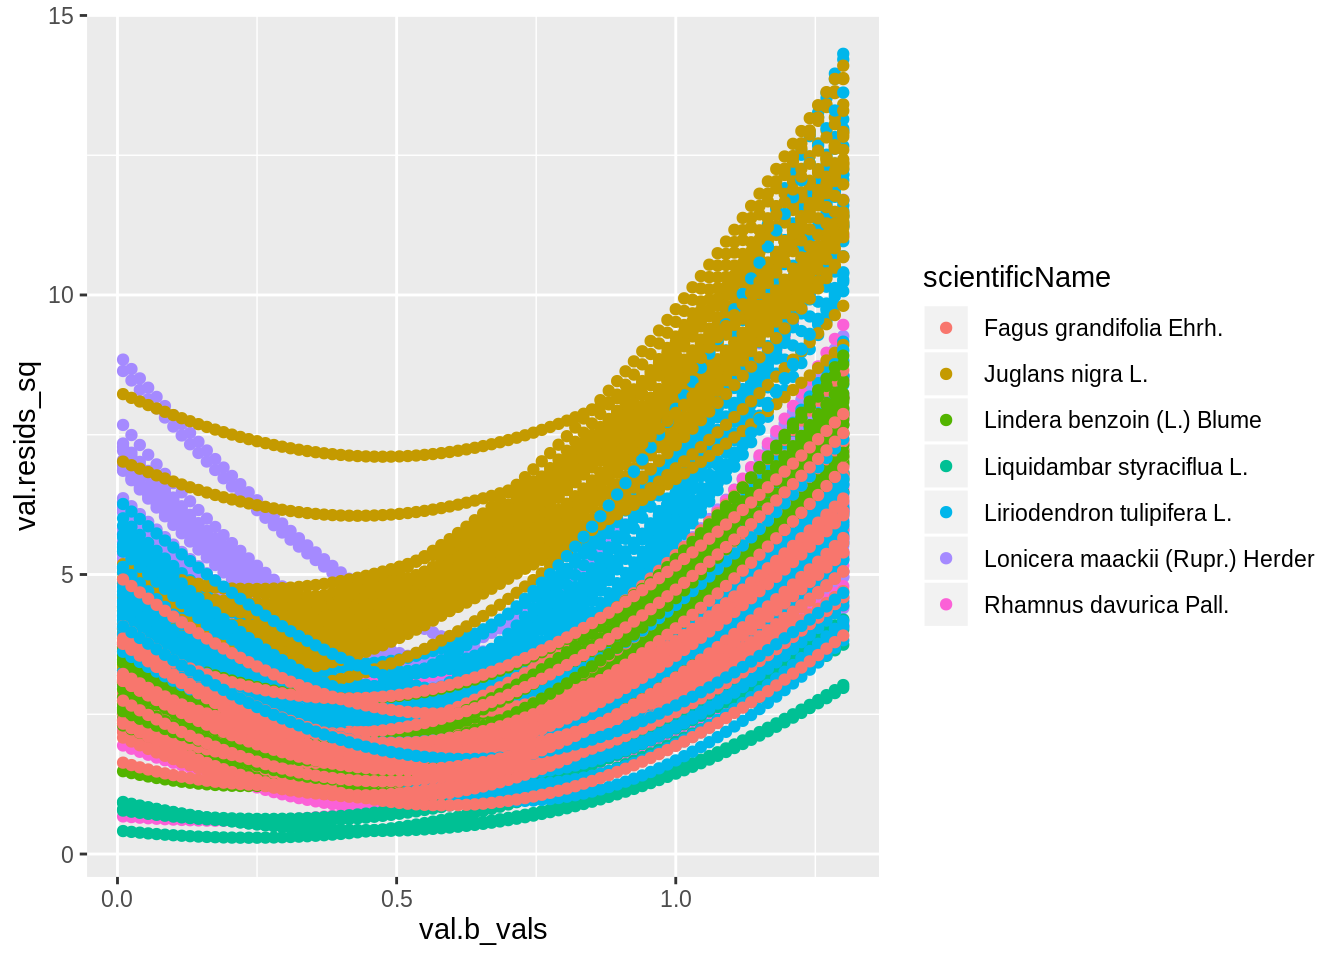 15
10
5
0
val.resids_sq
0.0
0.5
1.0
val.b_vals
scientificName
Fagus grandifolia Ehrh.
Juglans nigra L.
Lindera benzoin (L.) Blume
Liquidambar styraciflua L.
Liriodendron tulipifera L.
Lonicera maackii (Rupr.) Herder
Rhamnus davurica Pall.